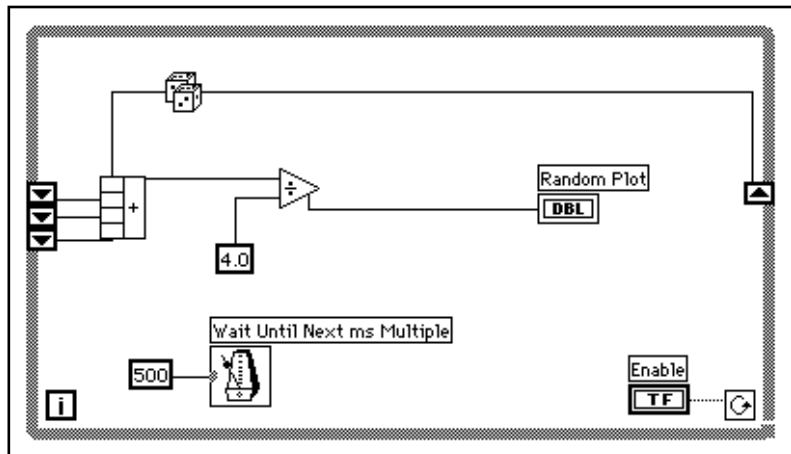 Random Plot
DBL
+
÷
4.0
Wait Until Next ms Multiple
500
Enable
TF
i